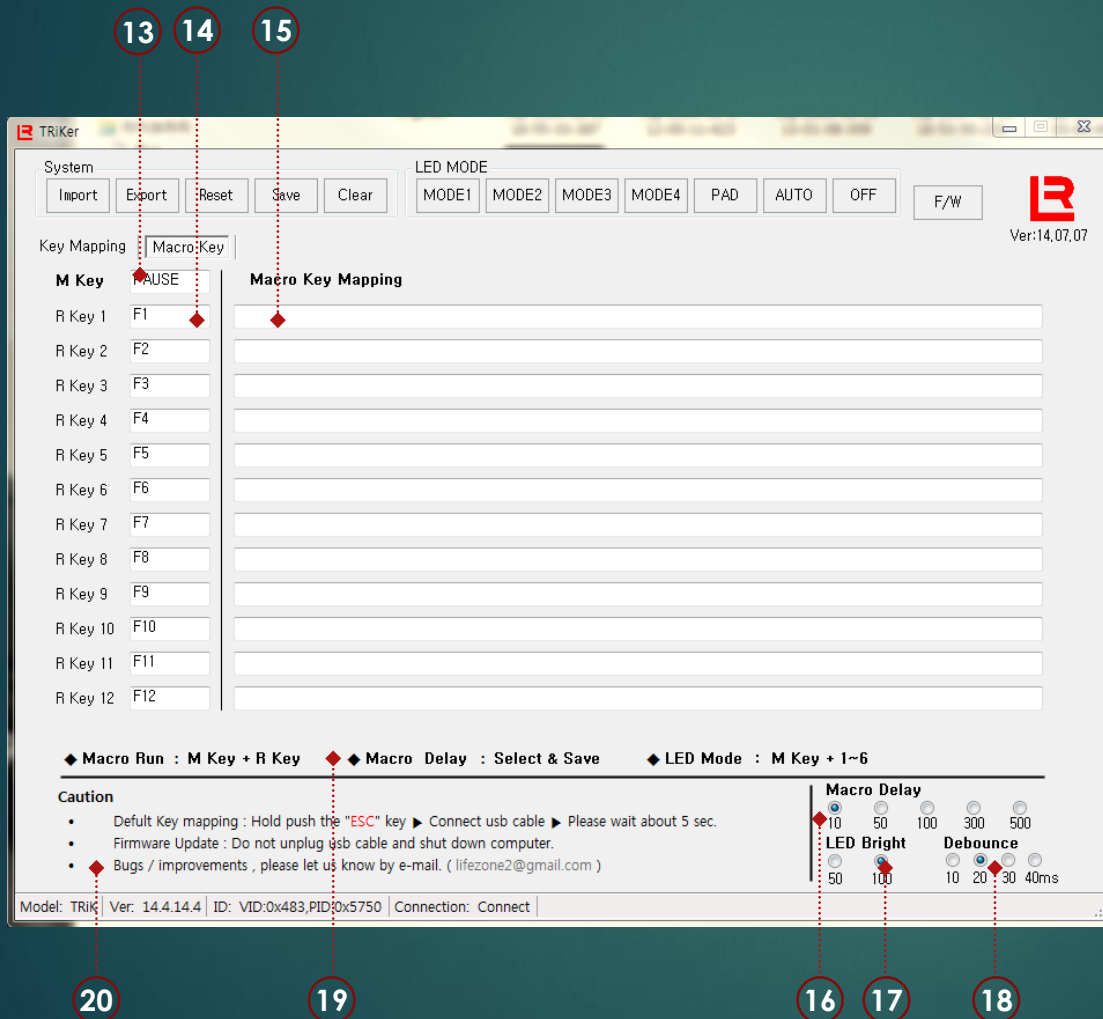 13 14 15
TRiKer
System LED MODE
Import Export Reset Save Clear MODE1 MODE2 MODE3 MODE4 PAD AUTO OFF F/W
Ver:14,07,07
Key Mapping Macro Key
M Key PAUSE Macro Key Mapping
R Key 1 F1
R Key 2 F2
R Key 3 F3
R Key 4 F4
R Key 5 F5
R Key 6 F6
R Key 7 F7
R Key 8 F8
R Key 9 F9
R Key 10 F10
R Key 11 F11
R Key 12 F12
◆ Macro Run : M Key + R Key ◆ Macro Delay : Select & Save ◆ LED Mode : M Key + 1~6
Caution
• Defult Key mapping : Hold push the "ESC" key ▶ Connect usb cable ▶ Please wait about 5 sec.
• Firmware Update : Do not unplug usb cable and shut down computer.
• Bugs / improvements , please let us know by e-mail. ( lifezone2@gmail.com )
Macro Delay
10 50 100 300 500
LED Bright Debounce
50 100 10 20 30 40ms
Model: TRiK Ver: 14.4.14.4 ID: VID:0x483,PID:0x5750 Connection: Connect
20 19 16 17 18